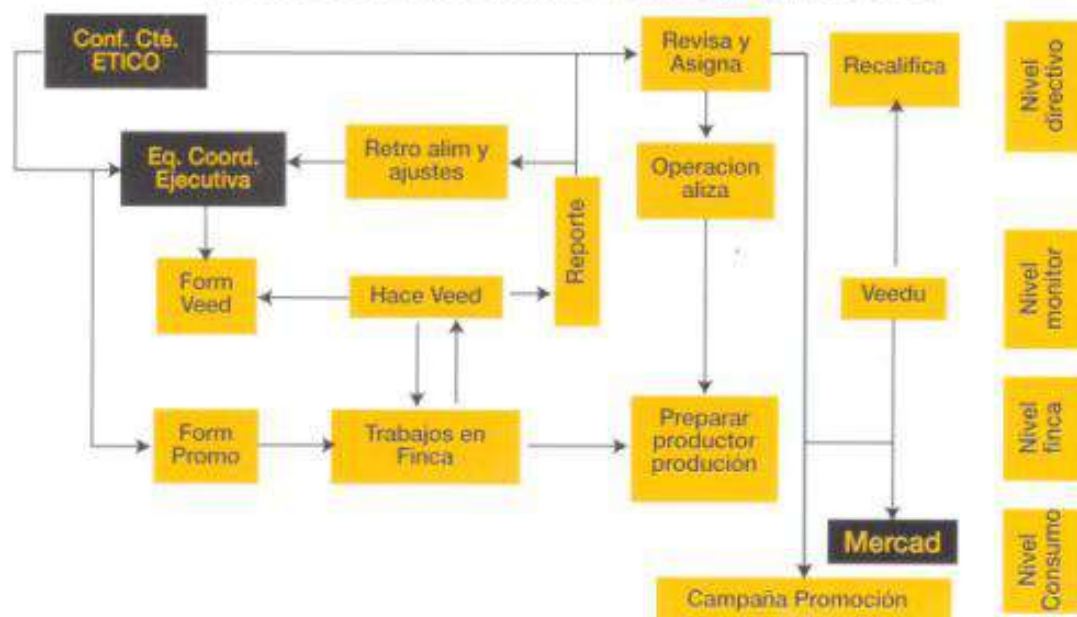 Conf. Cté.
ETICO
Revisa y
Asigna
Recalifica
Nivel
directivo
Eq. Coord.
Ejecutiva
Retro alim y
ajustes
Operacion
aliza
Reporte
Form
Veed
Hace Veed
Veedu
Nivel
monitor
Form
Promo
Trabajos en
Finca
Preparar
productor
produción
Nivel
finca
Mercad
Nivel
Consumo
Campaña Promoción